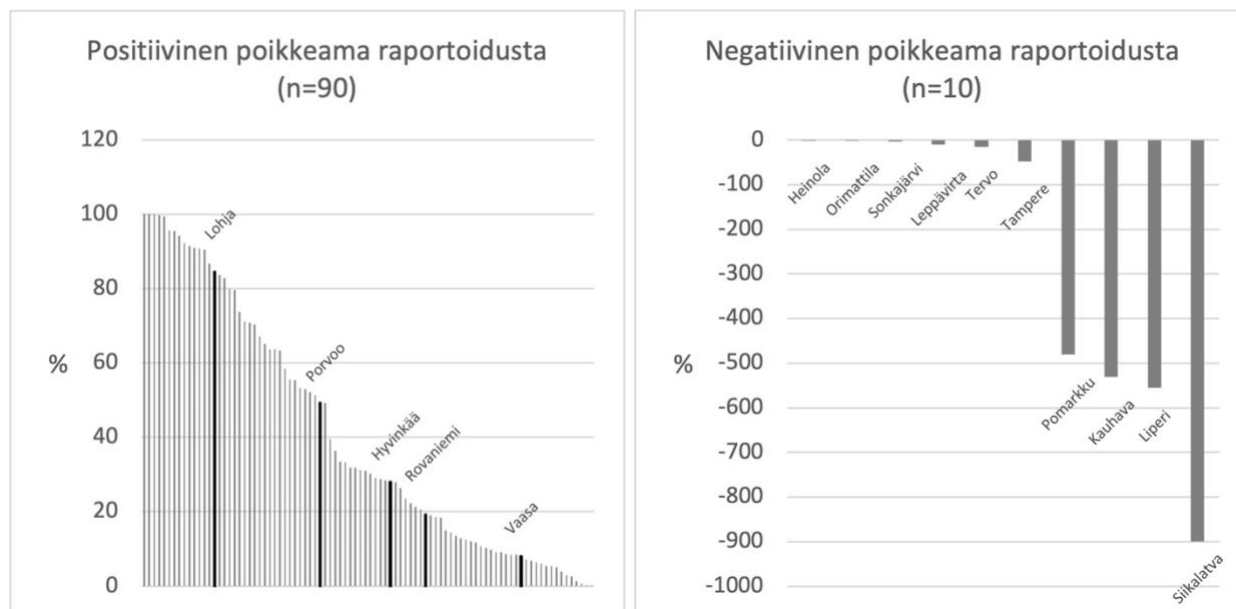 Positiivinen poikkeama raportoidusta
(n=90)
120
100
80
60
40
20
0
%
Lohja
Porvoo
Hyvinkää
Rovaniemi
Vaasa
Negatiivinen poikkeama raportoidusta
(n=10)
0
-100
-200
-300
-400
-500
-600
-700
-800
-900
-1000
%
Heinola
Orimattila
Sonkajärvi
Leppävirta
Tervo
Tampere
Pomarkku
Kauhava
Liperi
Siikalatva